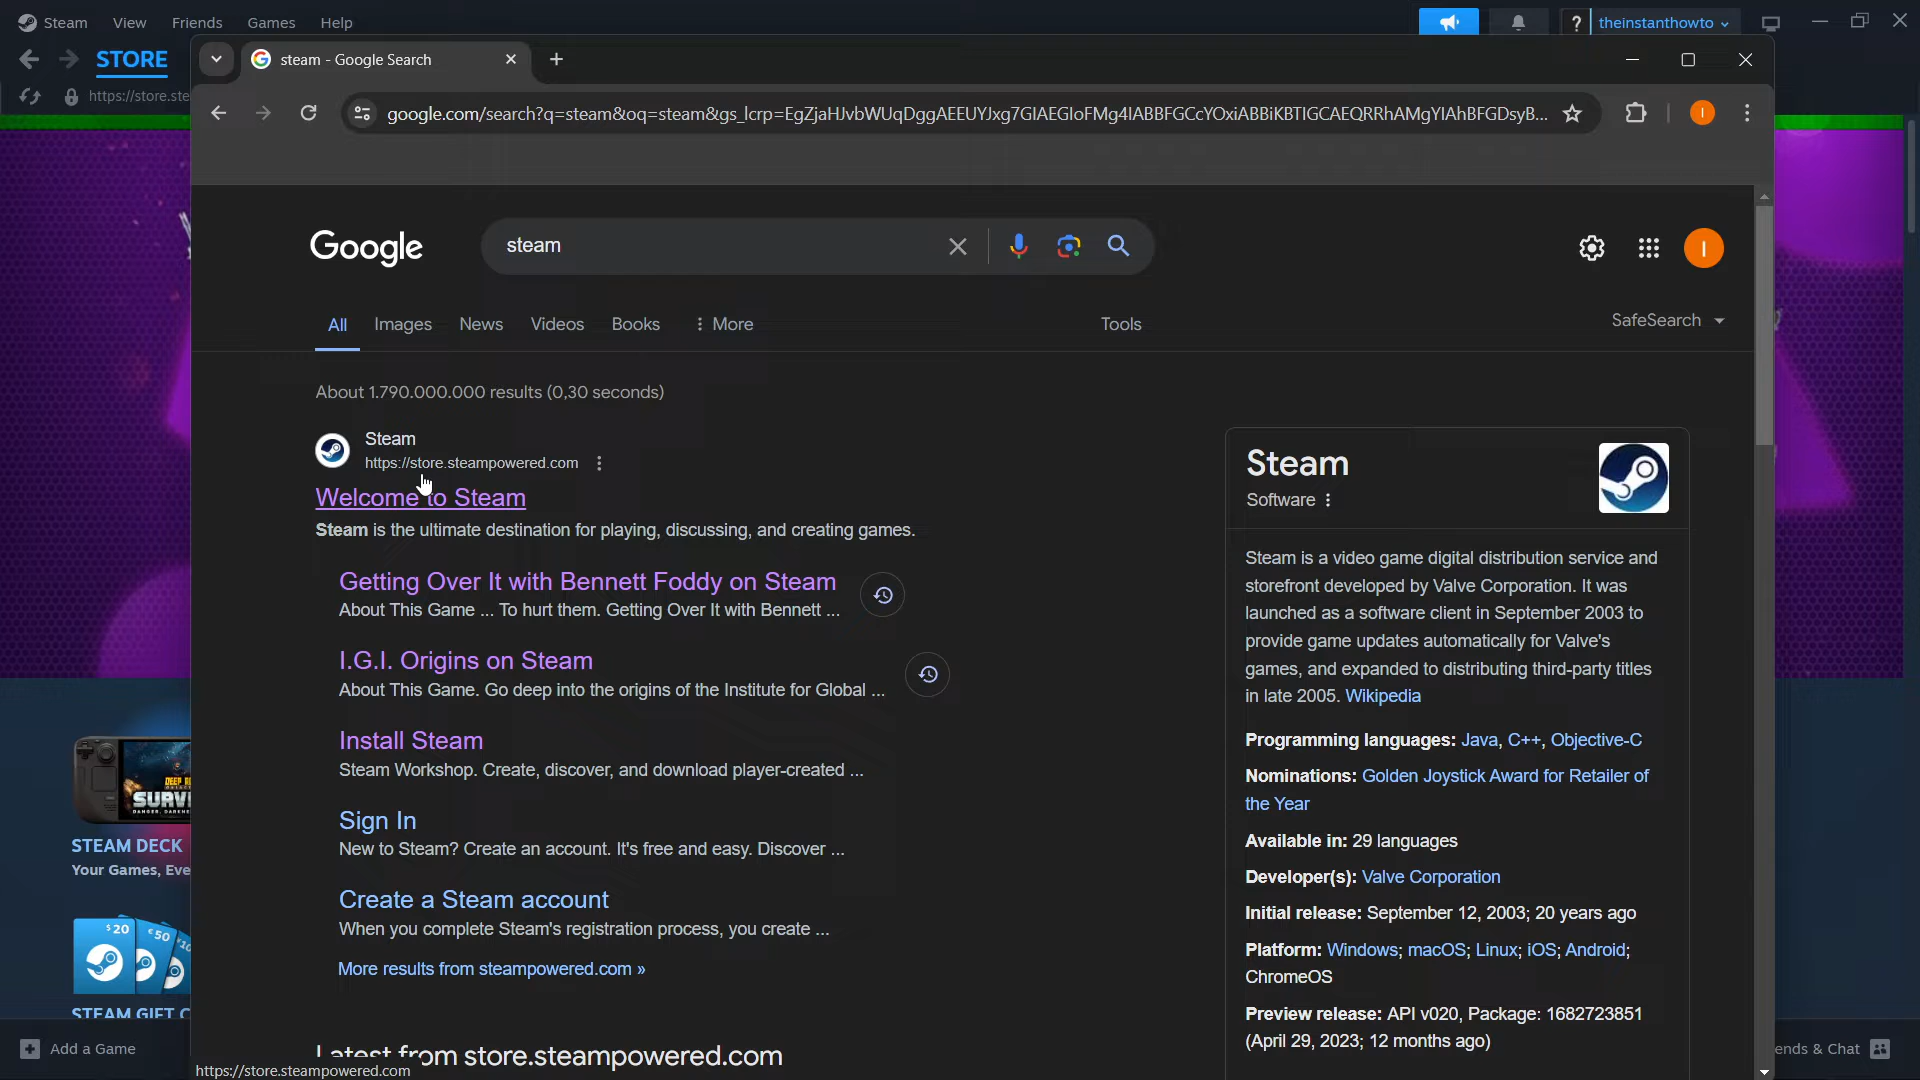 Steam View Friends Games Help
? theinstanthowto
STORE
https://store.ste
steam - Google Search
google.com/search?q=steam&oq=steam&gs_lcrp=EgZjaHJvbWUqDggAEEUYJxg7GIAEGIoFMg4IABBFGCcYOxiABBiKBTIGCAEQRRhAMgYIAhBFGDsyB...
I
Google
steam
I
All Images News Videos Books More Tools
SafeSearch
About 1.790.000.000 results (0,30 seconds)
Steam
https://store.steampowered.com
Welcome to Steam
Steam is the ultimate destination for playing, discussing, and creating games.
Getting Over It with Bennett Foddy on Steam
About This Game ... To hurt them. Getting Over It with Bennett ...
I.G.I. Origins on Steam
About This Game. Go deep into the origins of the Institute for Global ...
Install Steam
Steam Workshop. Create, discover, and download player-created ...
Sign In
New to Steam? Create an account. It's free and easy. Discover ...
Create a Steam account
When you complete Steam's registration process, you create ...
More results from steampowered.com »
Latest from store.steampowered.com
https://store.steampowered.com
Steam
Software
Steam is a video game digital distribution service and
storefront developed by Valve Corporation. It was
launched as a software client in September 2003 to
provide game updates automatically for Valve's
games, and expanded to distributing third-party titles
in late 2005. Wikipedia
Programming languages: Java, C++, Objective-C
Nominations: Golden Joystick Award for Retailer of
the Year
Available in: 29 languages
Developer(s): Valve Corporation
Initial release: September 12, 2003; 20 years ago
Platform: Windows; macOS; Linux; iOS; Android;
ChromeOS
Preview release: API v020, Package: 1682723851
(April 29, 2023; 12 months ago)
SURVI
STEAM DECK
Your Games, Eve
$20 €50
STEAM GIFT C
Add a Game
ends & Chat